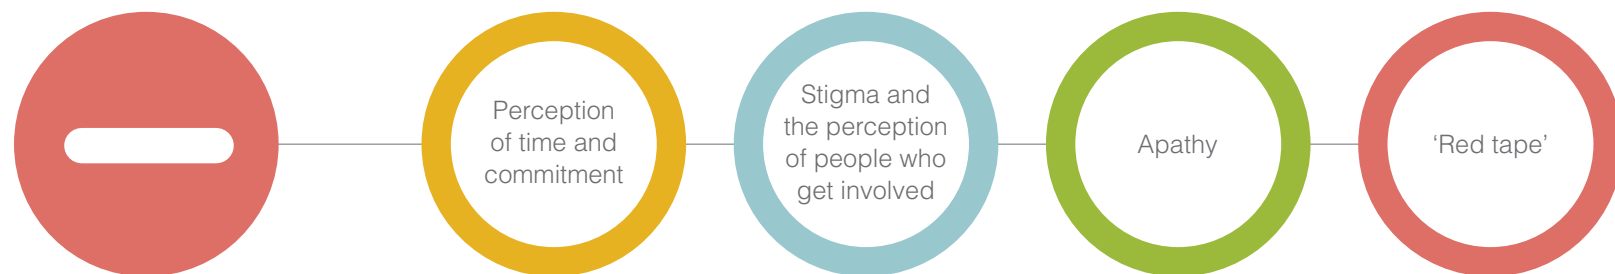 Perception
of time and
commitment
Stigma and
the perception
of people who
get involved
Apathy
‘Red tape’